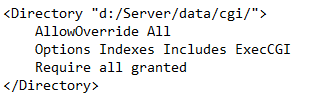 <Directory "d:/Server/data/cgi/">
    AllowOverride All
    Options Indexes Includes ExecCGI
    Require all granted
</Directory>